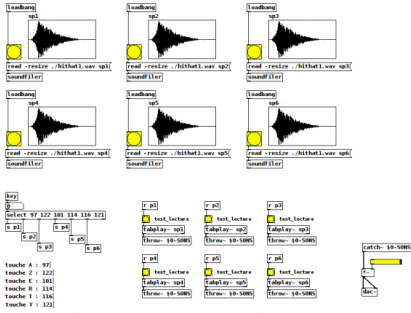 loadbang
sp1
read -resize ./hithat1.wav sp1
soundfiler
loadbang
sp2
read -resize ./hithat1.wav sp2
soundfiler
loadbang
sp3
read -resize ./hithat1.wav sp3
soundfiler
loadbang
sp4
read -resize ./hithat1.wav sp4
soundfiler
loadbang
sp5
read -resize ./hithat1.wav sp5
soundfiler
loadbang
sp6
read -resize ./hithat1.wav sp6
soundfiler
key
0
select 97 122 101 114 116 121
s p1
s p2
s p3
s p4
s p5
s p6
touche A : 97
touche Z : 122
touche E : 101
touche R : 114
touche T : 116
touche Y : 121
r p1
test_lecture
tabplay~ sp1
throw~ $0-SONS
r p2
test_lecture
tabplay~ sp2
throw~ $0-SONS
r p3
test_lecture
tabplay~ sp3
throw~ $0-SONS
r p4
test_lecture
tabplay~ sp4
throw~ $0-SONS
r p5
test_lecture
tabplay~ sp5
throw~ $0-SONS
r p6
test_lecture
tabplay~ sp6
throw~ $0-SONS
catch~ $0-SONS
*~
dac~